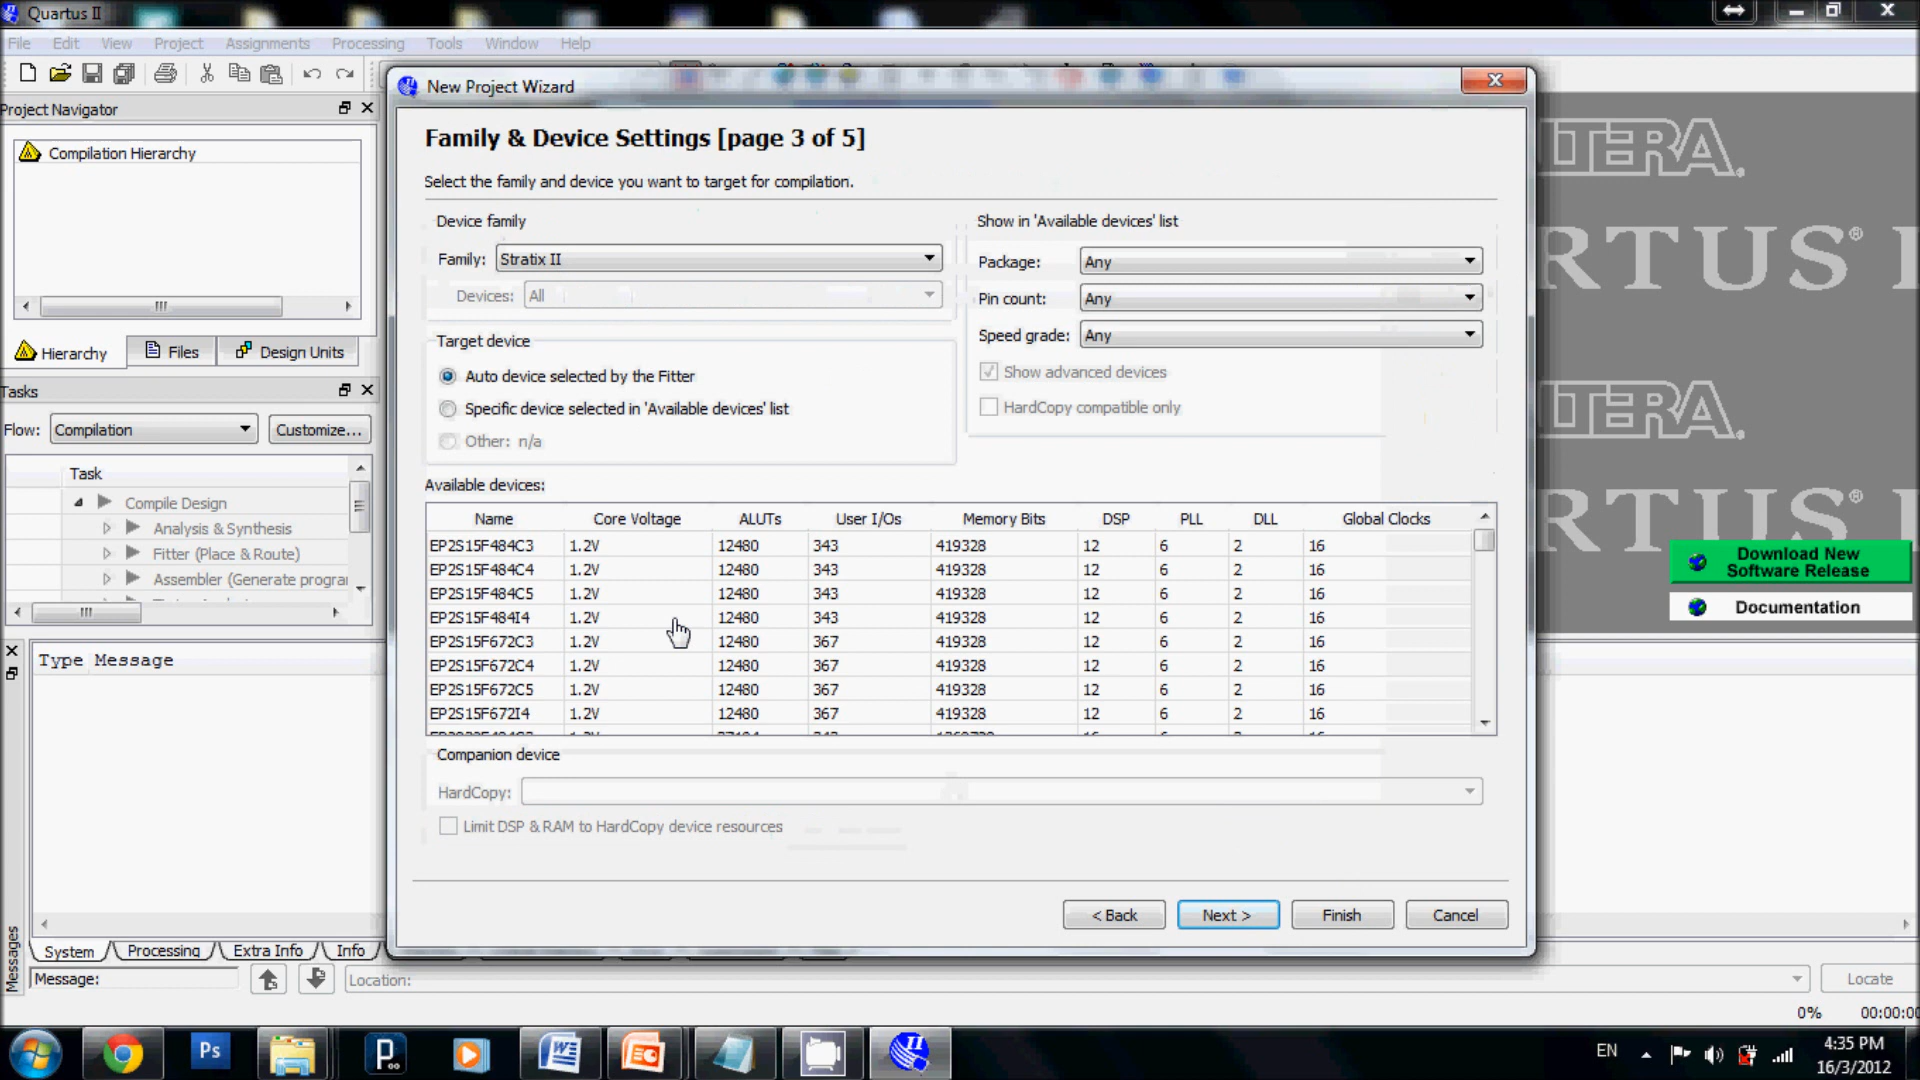 Quartus II
File Edit View Project Assignments Processing Tools Window Help
New Project Wizard
Project Navigator
Compilation Hierarchy
Hierarchy Files Design Units
Tasks
Flow: Compilation Customize...
Task
Compile Design
Analysis & Synthesis
Fitter (Place & Route)
Assembler (Generate progra
Family & Device Settings [page 3 of 5]
Select the family and device you want to target for compilation.
Device family
Family: Stratix II
Devices: All
Target device
Auto device selected by the Fitter
Specific device selected in 'Available devices' list
Other: n/a
Show in 'Available devices' list
Package: Any
Pin count: Any
Speed grade: Any
Show advanced devices
HardCopy compatible only
Available devices:
Name Core Voltage ALUTs User I/Os Memory Bits DSP PLL DLL Global Clocks
EP2S15F484C3 1.2V 12480 343 419328 12 6 2 16
EP2S15F484C4 1.2V 12480 343 419328 12 6 2 16
EP2S15F484C5 1.2V 12480 343 419328 12 6 2 16
EP2S15F484I4 1.2V 12480 343 419328 12 6 2 16
EP2S15F672C3 1.2V 12480 367 419328 12 6 2 16
EP2S15F672C4 1.2V 12480 367 419328 12 6 2 16
EP2S15F672C5 1.2V 12480 367 419328 12 6 2 16
EP2S15F672I4 1.2V 12480 367 419328 12 6 2 16
Companion device
HardCopy:
Limit DSP & RAM to HardCopy device resources
< Back Next > Finish Cancel
TERA.
RTUS® I
TERA.
RTUS® I
Download New
Software Release
Documentation
Type Message
Messages
System Processing Extra Info Info
Message: Location: Locate
0% 00:00:00
Ps
EN
4:35 PM
16/3/2012